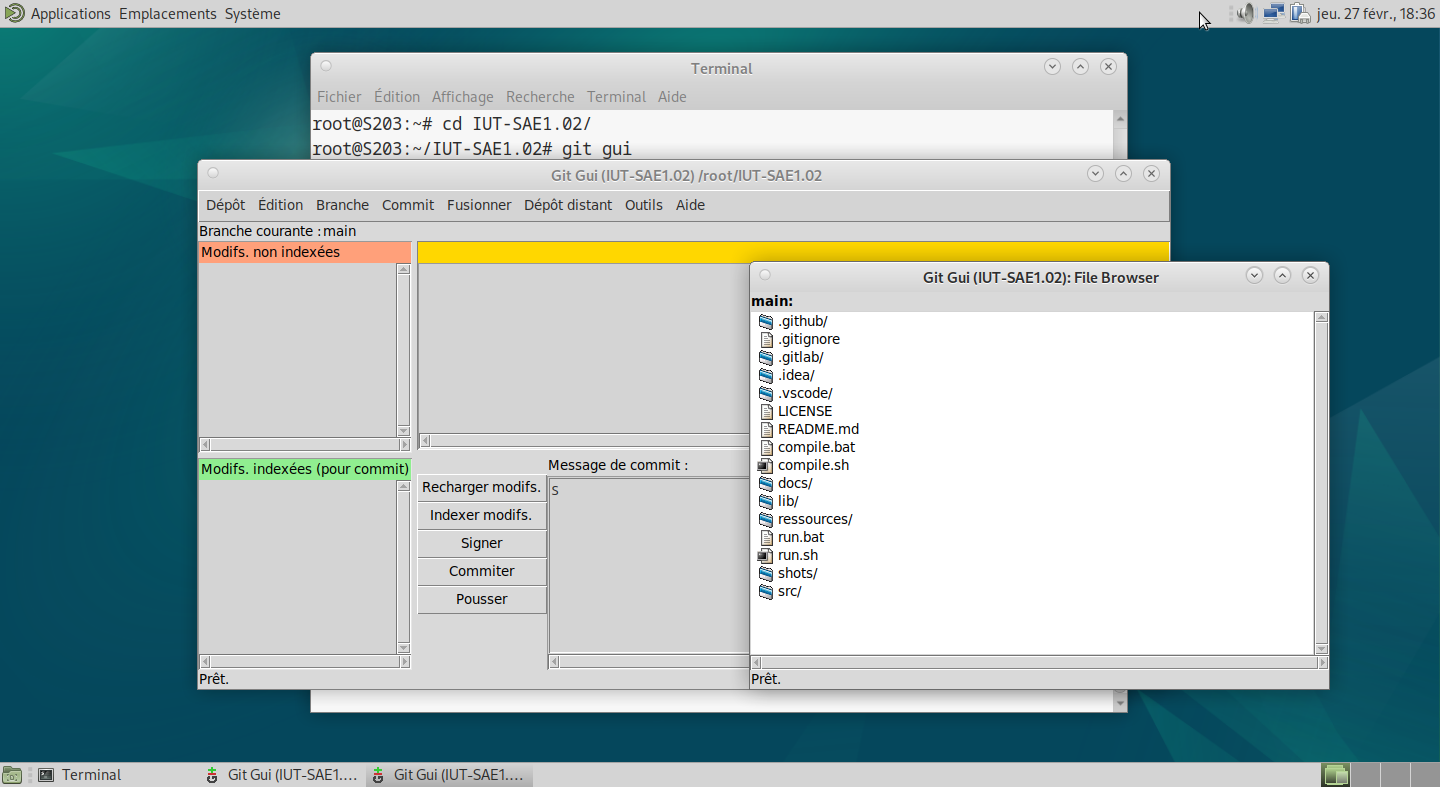 Applications Emplacements Système
jeu. 27 févr., 18:36
Terminal
Fichier Édition Affichage Recherche Terminal Aide
root@S203:~# cd IUT-SAE1.02/
root@S203:~/IUT-SAE1.02# git gui
Git Gui (IUT-SAE1.02) /root/IUT-SAE1.02
Dépôt Édition Branche Commit Fusionner Dépôt distant Outils Aide
Branche courante : main
Modifs. non indexées
Modifs. indexées (pour commit)
Recharger modifs.
Indexer modifs.
Signer
Commiter
Pousser
Message de commit :
S
Prêt.
Git Gui (IUT-SAE1.02): File Browser
main:
.github/
.gitignore
.gitlab/
.idea/
.vscode/
LICENSE
README.md
compile.bat
compile.sh
docs/
lib/
ressources/
run.bat
run.sh
shots/
src/
Prêt.
Terminal
Git Gui (IUT-SAE1....
Git Gui (IUT-SAE1....